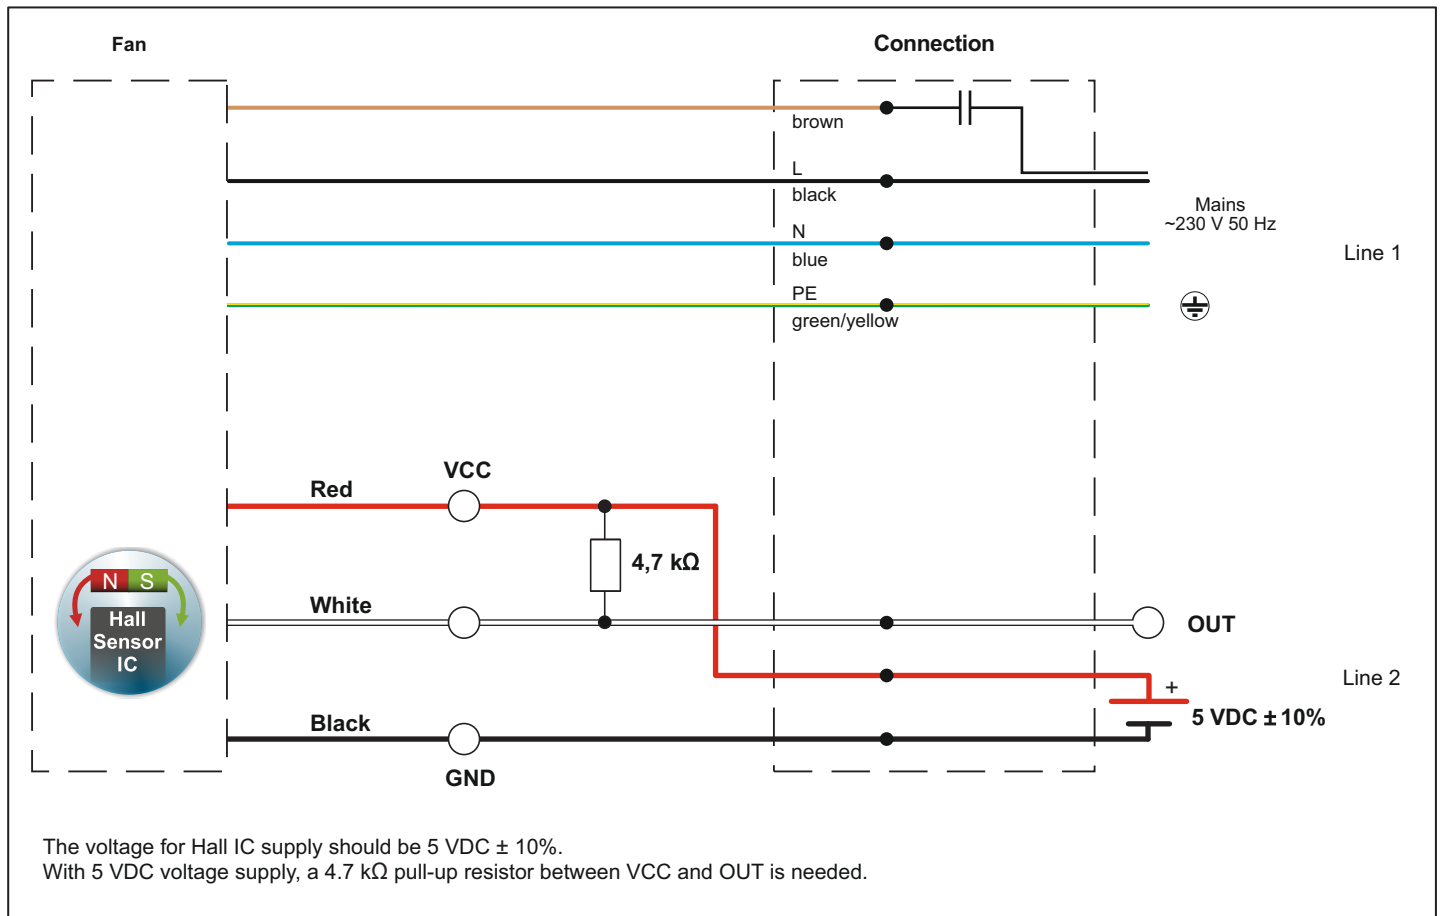 Fan
Connection
brown
L
black
Mains
~230 V 50 Hz
N
blue
Line 1
PE
green/yellow
VCC
Red
4,7 kΩ
N S
Hall
Sensor
IC
White
OUT
Line 2
+
5 VDC ± 10%
Black
GND
The voltage for Hall IC supply should be 5 VDC ± 10%.
With 5 VDC voltage supply, a 4.7 kΩ pull-up resistor between VCC and OUT is needed.